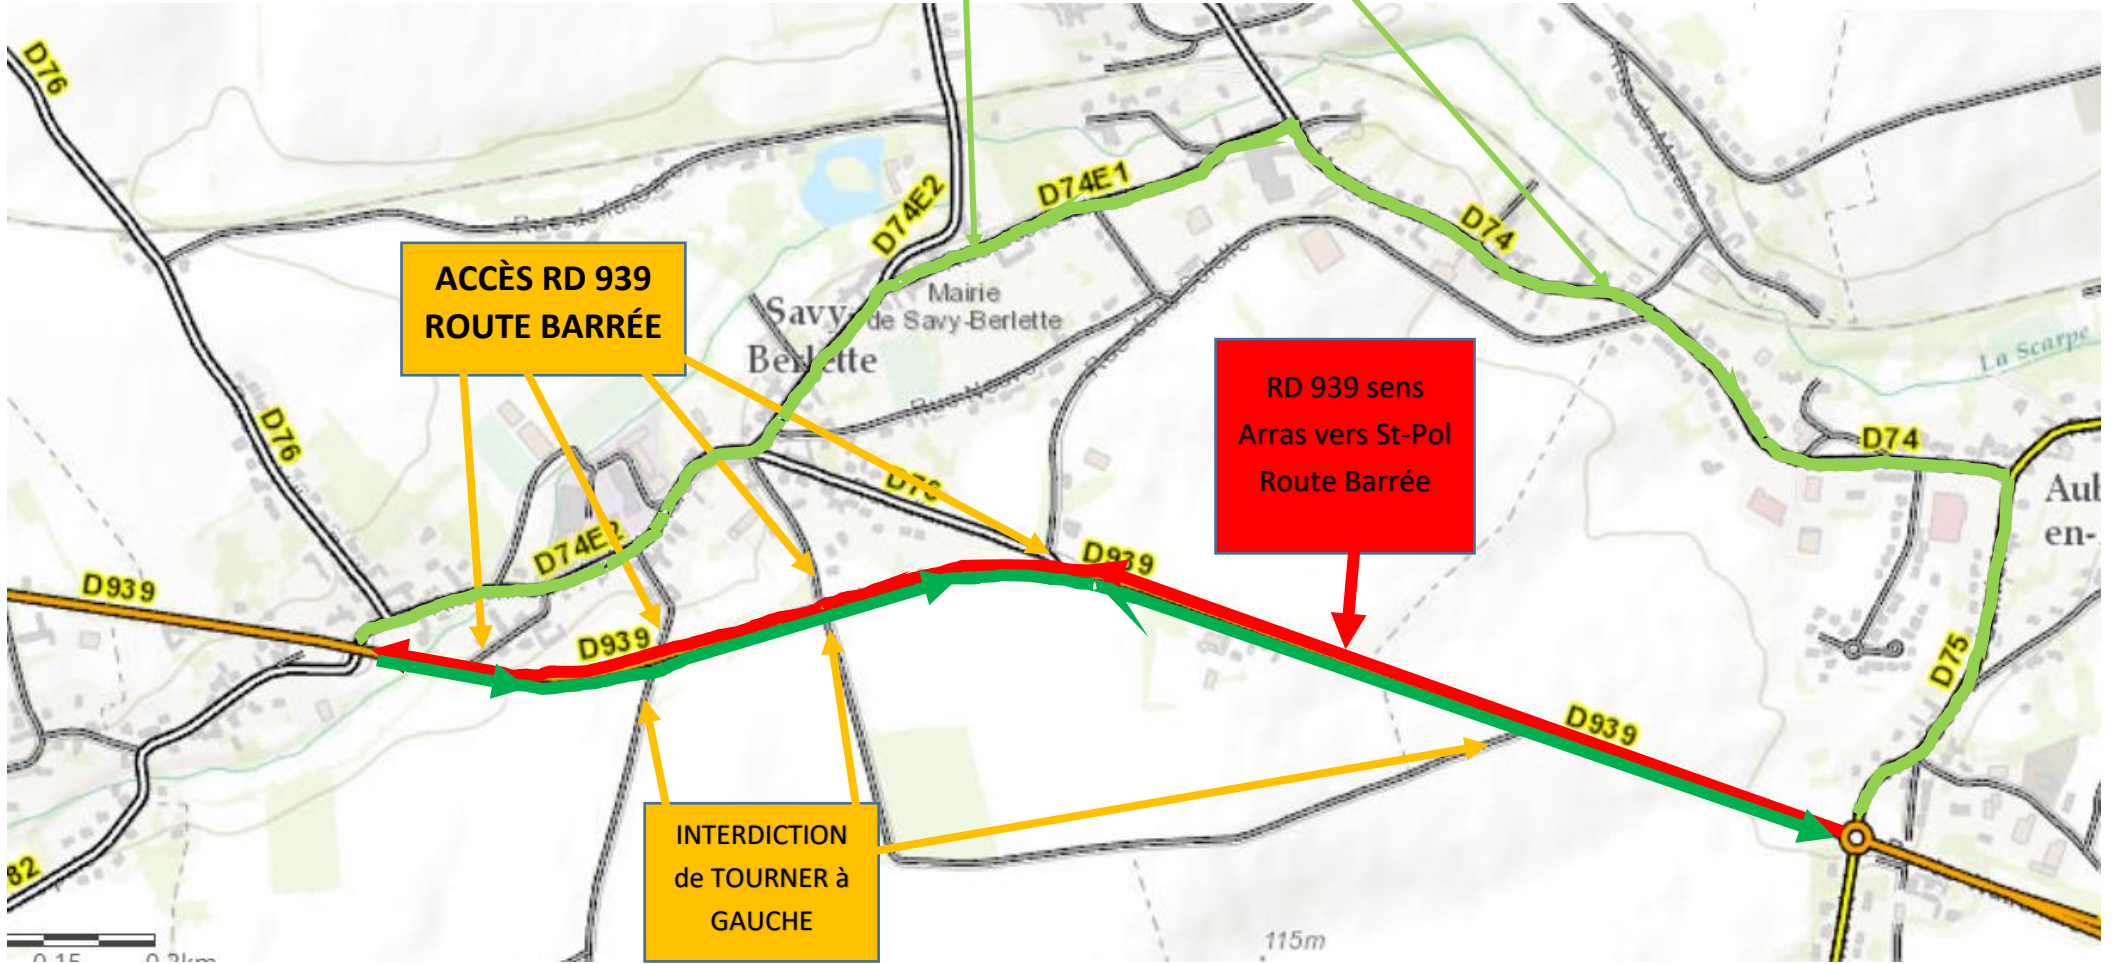 D76
D74E1
D74E2
D74
ACCÈS RD 939
ROUTE BARRÉE
Mairie
de Savy-Berlette
Savy-
Berlette
La Scarpe
RD 939 sens
Arras vers St-Pol
Route Barrée
D76
Rue Neuve
D74
D74E2
D939
D939
D939
D75
D939
INTERDICTION
de TOURNER à
GAUCHE
115m